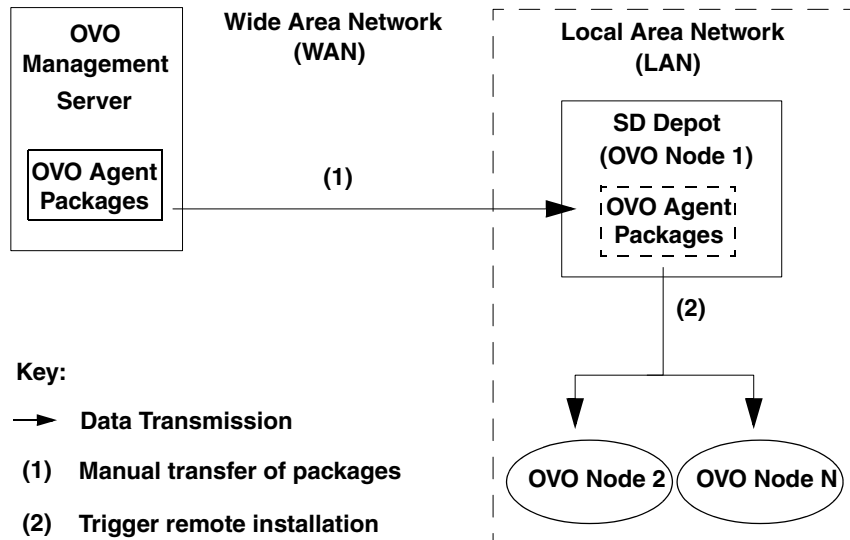 OVO
Management
Server
OVO Agent
Packages
Wide Area Network
(WAN)
(1)
Local Area Network
(LAN)
SD Depot
(OVO Node 1)
OVO Agent
Packages
(2)
OVO Node 2
OVO Node N
Key:
Data Transmission
(1) Manual transfer of packages
(2) Trigger remote installation